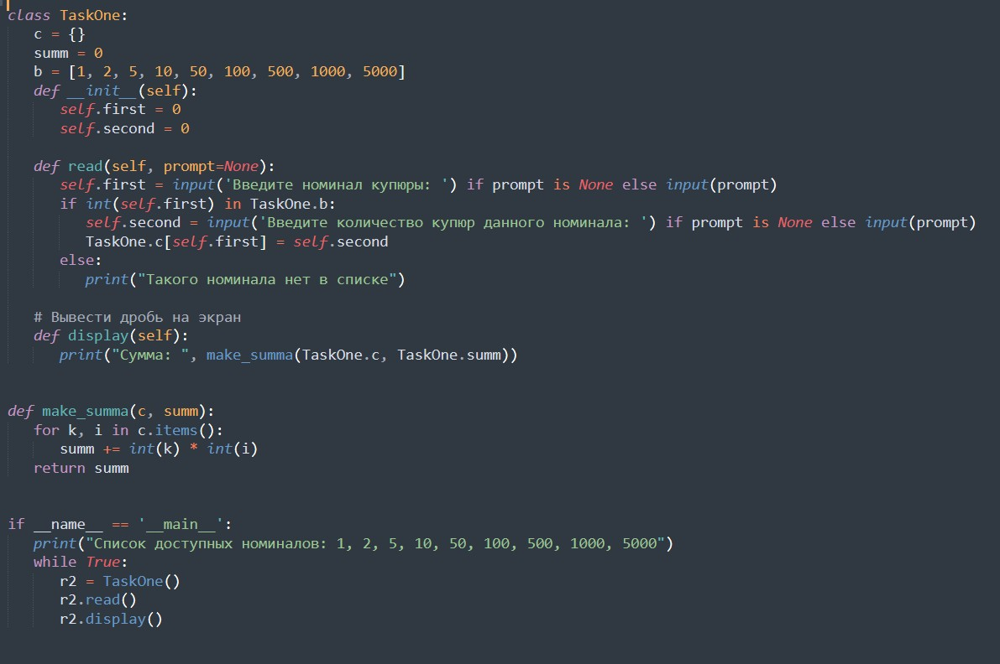 class TaskOne:
    c = {}
    summ = 0
    b = [1, 2, 5, 10, 50, 100, 500, 1000, 5000]
    def __init__(self):
        self.first = 0
        self.second = 0
    def read(self, prompt=None):
        self.first = input('Введите номинал купюры: ') if prompt is None else input(prompt)
        if int(self.first) in TaskOne.b:
            self.second = input('Введите количество купюр данного номинала: ') if prompt is None else input(prompt)
            TaskOne.c[self.first] = self.second
        else:
            print("Такого номинала нет в списке")
    # Вывести дробь на экран
    def display(self):
        print("Сумма: ", make_summa(TaskOne.c, TaskOne.summ))
def make_summa(c, summ):
    for k, i in c.items():
        summ += int(k) * int(i)
    return summ
if __name__ == '__main__':
    print("Список доступных номиналов: 1, 2, 5, 10, 50, 100, 500, 1000, 5000")
    while True:
        r2 = TaskOne()
        r2.read()
        r2.display()